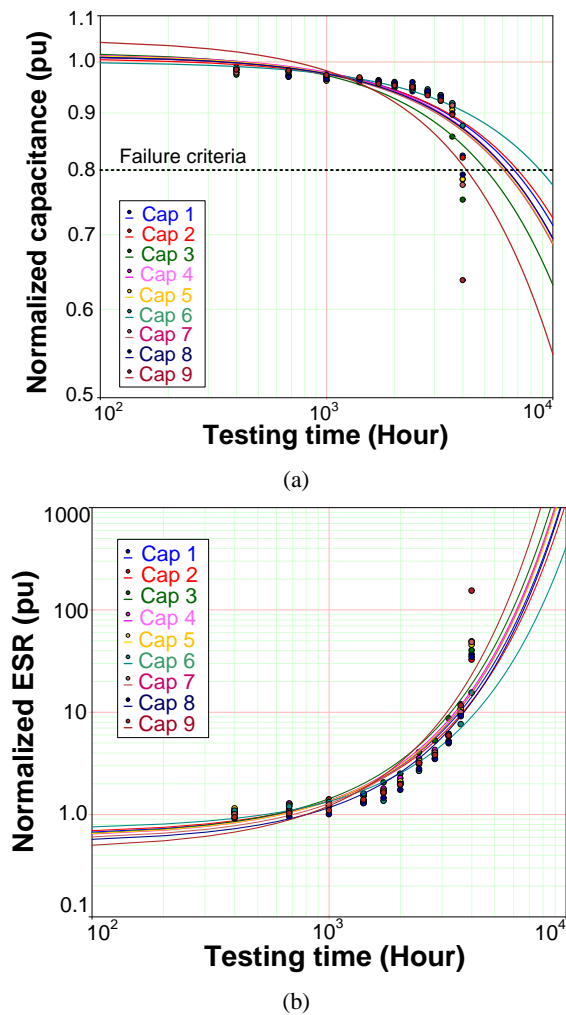 1.1
1.0
0.9
0.8
0.7
0.6
0.5
Normalized capacitance (pu)
Failure criteria
Cap 1
Cap 2
Cap 3
Cap 4
Cap 5
Cap 6
Cap 7
Cap 8
Cap 9
10²
10³
10⁴
Testing time (Hour)
(a)
1000
100
10
1.0
0.1
Normalized ESR (pu)
Cap 1
Cap 2
Cap 3
Cap 4
Cap 5
Cap 6
Cap 7
Cap 8
Cap 9
10²
10³
10⁴
Testing time (Hour)
(b)